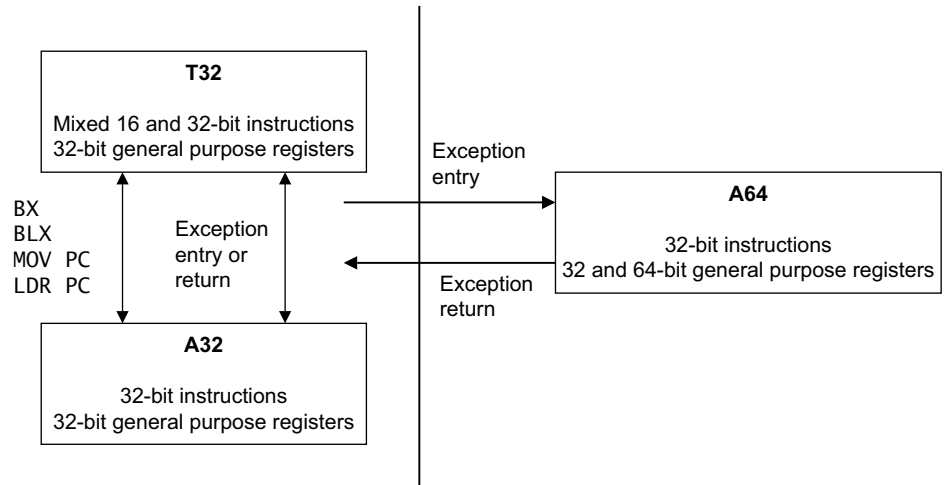 T32
Mixed 16 and 32-bit instructions
32-bit general purpose registers
BX
BLX
MOV PC
LDR PC
Exception
entry or
return
A32
32-bit instructions
32-bit general purpose registers
Exception
entry
Exception
return
A64
32-bit instructions
32 and 64-bit general purpose registers